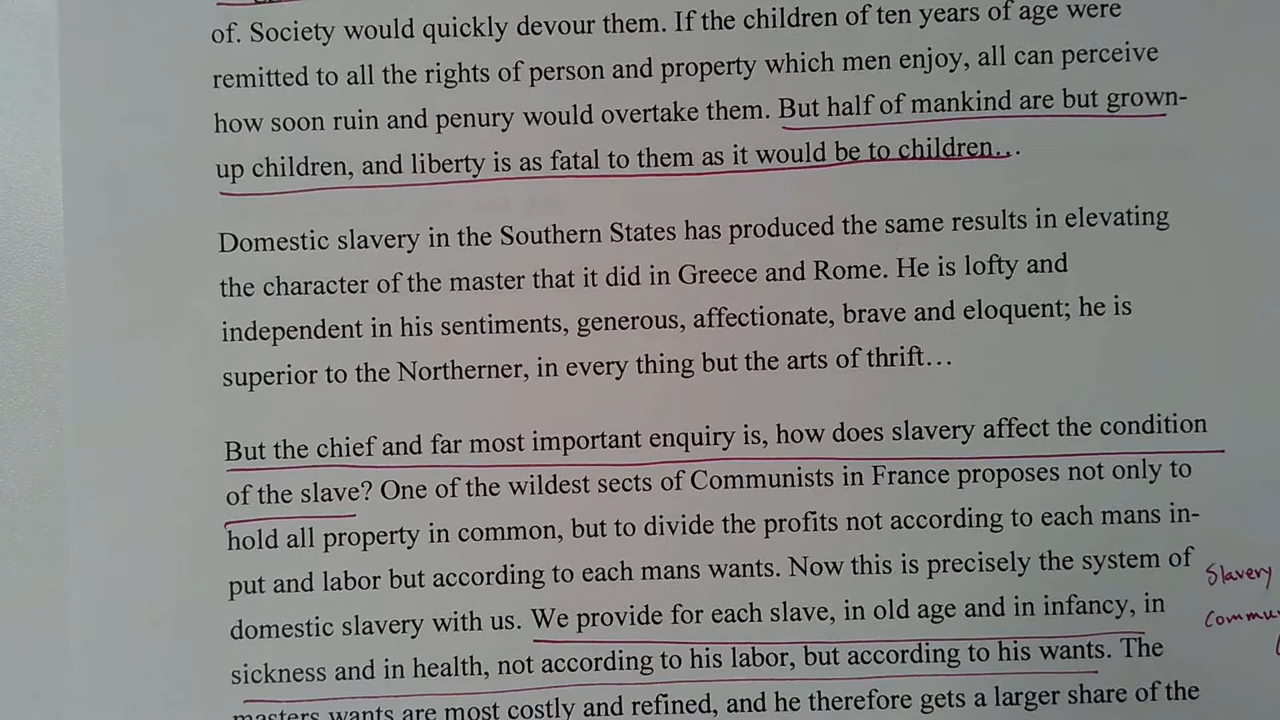 of. Society would quickly devour them. If the children of ten years of age were
remitted to all the rights of person and property which men enjoy, all can perceive
how soon ruin and penury would overtake them. But half of mankind are but grown-
up children, and liberty is as fatal to them as it would be to children…
Domestic slavery in the Southern States has produced the same results in elevating
the character of the master that it did in Greece and Rome. He is lofty and
independent in his sentiments, generous, affectionate, brave and eloquent; he is
superior to the Northerner, in every thing but the arts of thrift…
But the chief and far most important enquiry is, how does slavery affect the condition
of the slave? One of the wildest sects of Communists in France proposes not only to
hold all property in common, but to divide the profits not according to each mans in-
put and labor but according to each mans wants. Now this is precisely the system of
domestic slavery with us. We provide for each slave, in old age and in infancy, in
sickness and in health, not according to his labor, but according to his wants. The
masters wants are most costly and refined, and he therefore gets a larger share of the
Slavery
Commu